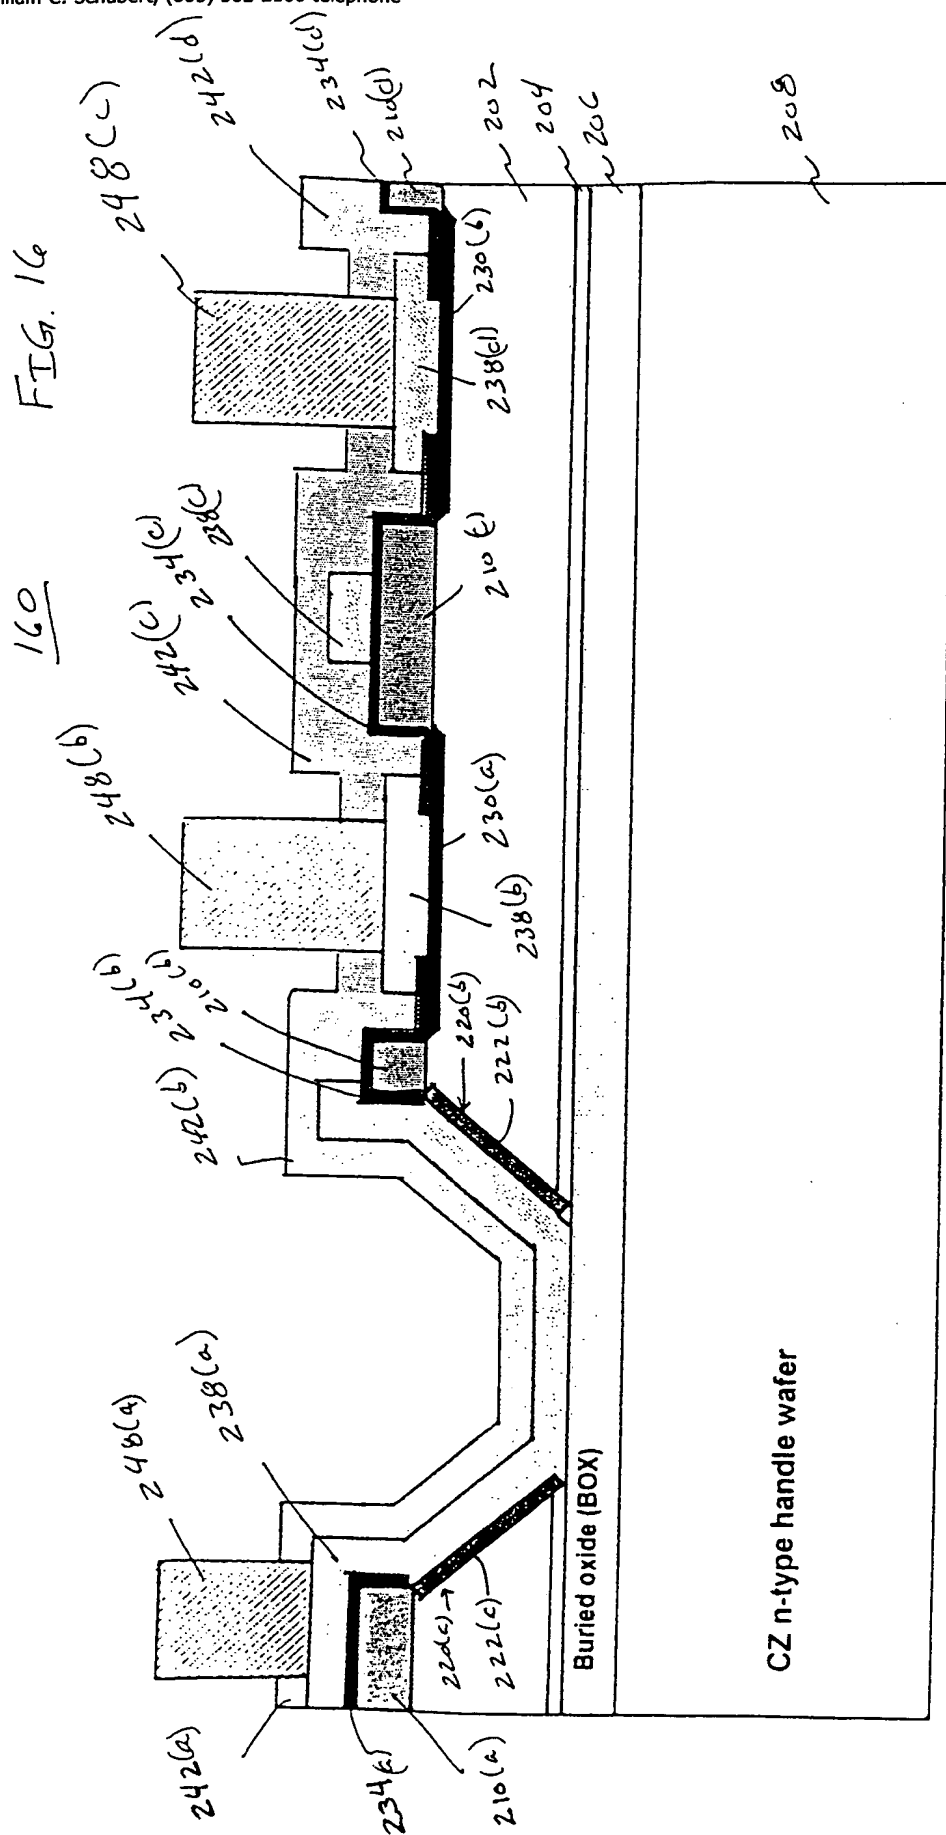 FIG. 16
160
248(c)
242(d)
234(d)
210(d)
202
204
206
208
230(b)
238(d)
242(c)
234(c)
238(c)
210(c)
248(b)
230(a)
238(b)
242(b)
234(b)
210(b)
220(b)
222(b)
248(a)
238(a)
242(a)
234(a)
210(a)
222(c)
Buried oxide (BOX)
CZ n-type handle wafer